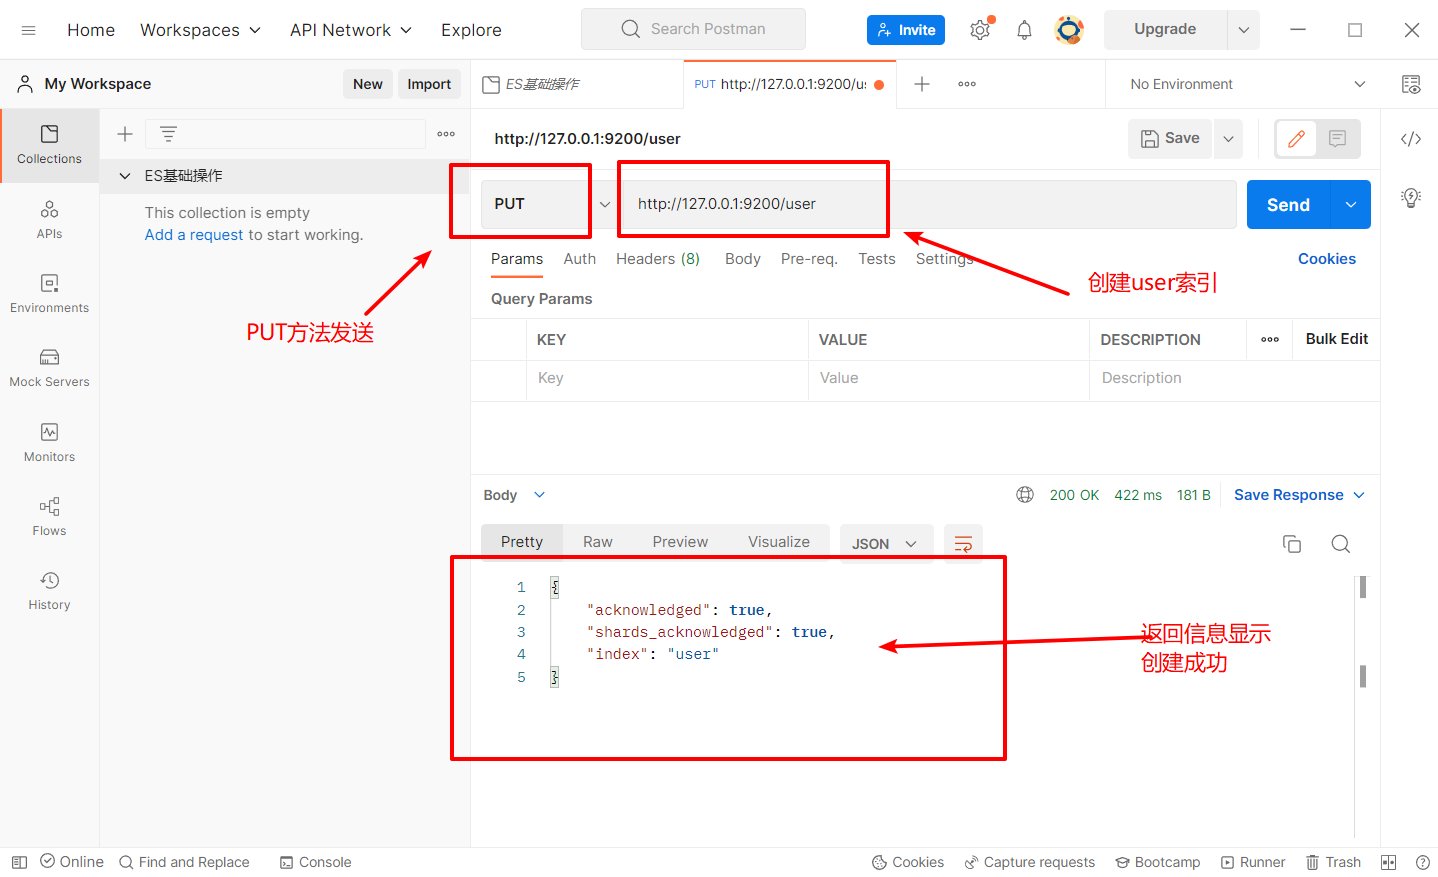 Home Workspaces API Network Explore Search Postman Invite Upgrade
My Workspace New Import ES基础操作 PUT http://127.0.0.1:9200/u No Environment
http://127.0.0.1:9200/user Save
Collections
ES基础操作
This collection is empty
Add a request to start working.
PUT http://127.0.0.1:9200/user Send
APIs
Params Auth Headers (8) Body Pre-req. Tests Settings Cookies
创建user索引
Query Params
Environments
PUT方法发送
KEY VALUE DESCRIPTION Bulk Edit
Key Value Description
Mock Servers
Monitors
Body 200 OK 422 ms 181 B Save Response
Flows
Pretty Raw Preview Visualize JSON
History
1 {
2 "acknowledged": true,
3 "shards_acknowledged": true,
4 "index": "user"
5 }
返回信息显示
创建成功
Online Find and Replace Console Cookies Capture requests Bootcamp Runner Trash